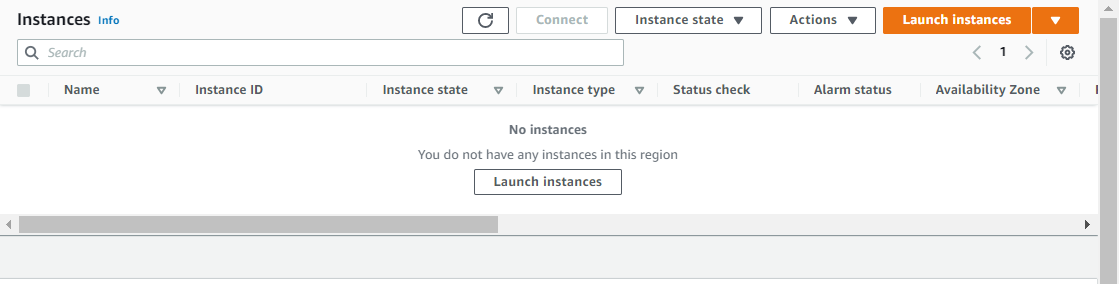 Instances Info
Connect Instance state Actions Launch instances
Search
1
Name Instance ID Instance state Instance type Status check Alarm status Availability Zone
No instances
You do not have any instances in this region
Launch instances